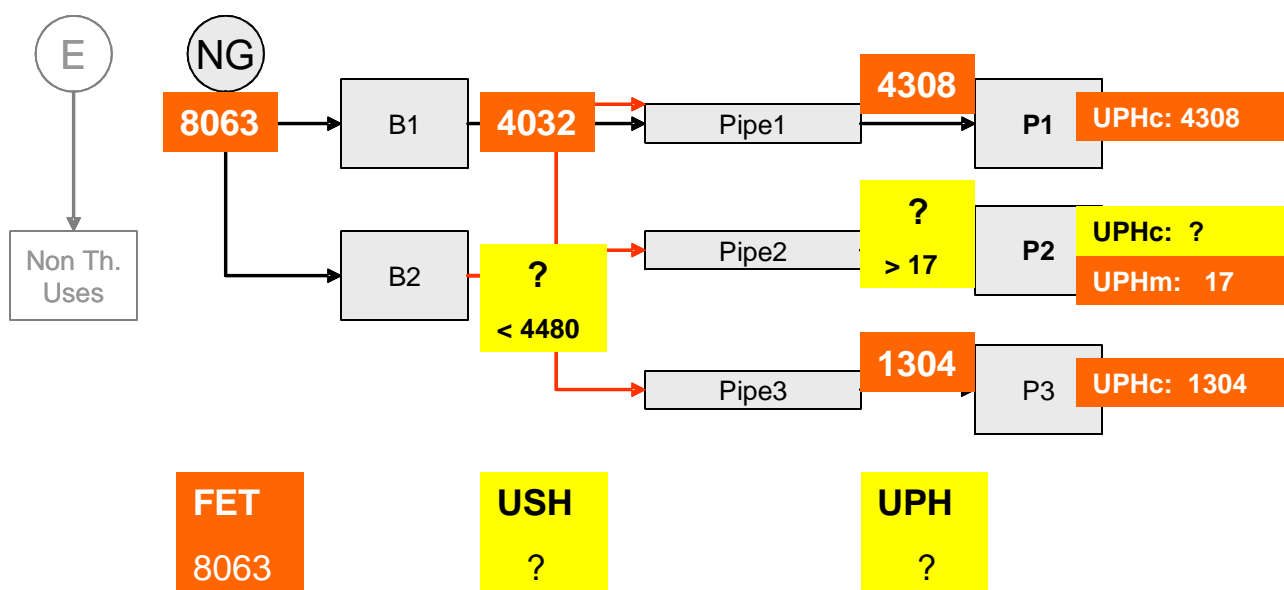 E
NG
8063
B1
4032
Pipe1
4308
P1
UPHc: 4308
Non Th.
Uses
B2
?
< 4480
Pipe2
?
> 17
P2
UPHc: ?
UPHm: 17
Pipe3
1304
P3
UPHc: 1304
FET
8063
USH
?
UPH
?